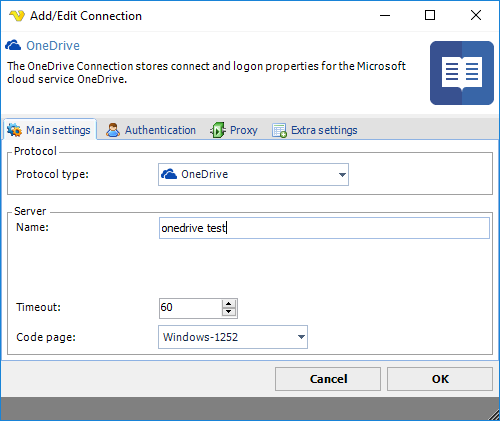 Add/Edit Connection
OneDrive
The OneDrive Connection stores connect and logon properties for the Microsoft
cloud service OneDrive.
Main settings Authentication Proxy Extra settings
Protocol
Protocol type: OneDrive
Server
Name: onedrive test
Timeout: 60
Code page: Windows-1252
Cancel OK